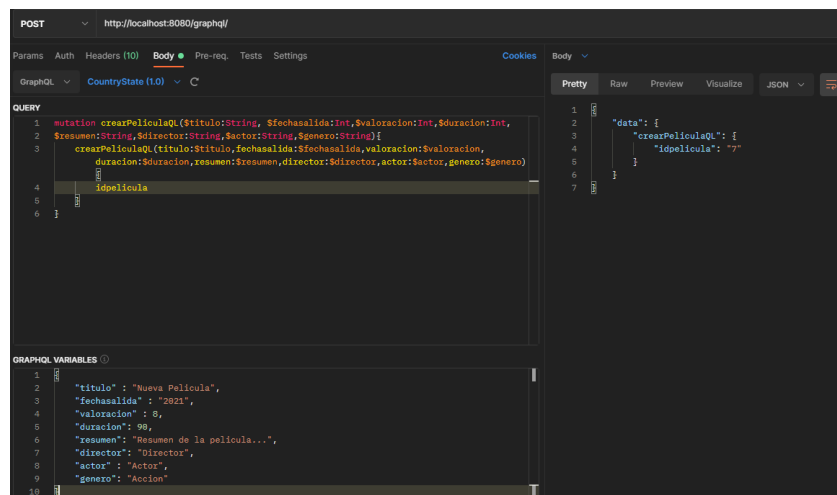 POST http://localhost:8080/graphql/
Params Auth Headers (10) Body Pre-req. Tests Settings Cookies
GraphQL CountryState (1.0)
QUERY
1 mutation crearPeliculaQL($titulo:String, $fechasalida:Int,$valoracion:Int,$duracion:Int,
2 $resumen:String,$director:String,$actor:String,$genero:String){
3 crearPeliculaQL(titulo:$titulo,fechasalida:$fechasalida,valoracion:$valoracion,
duracion:$duracion,resumen:$resumen,director:$director,actor:$actor,genero:$genero)
{
4 idpelicula
5 }
6 }
GRAPHQL VARIABLES
1 {
2 "titulo" : "Nueva Pelicula",
3 "fechasalida" : "2021",
4 "valoracion" : 8,
5 "duracion": 90,
6 "resumen": "Resumen de la pelicula...",
7 "director": "Director",
8 "actor" : "Actor",
9 "genero": "Accion"
10 }
Body
Pretty Raw Preview Visualize JSON
1 {
2 "data": {
3 "crearPeliculaQL": {
4 "idpelicula": "7"
5 }
6 }
7 }